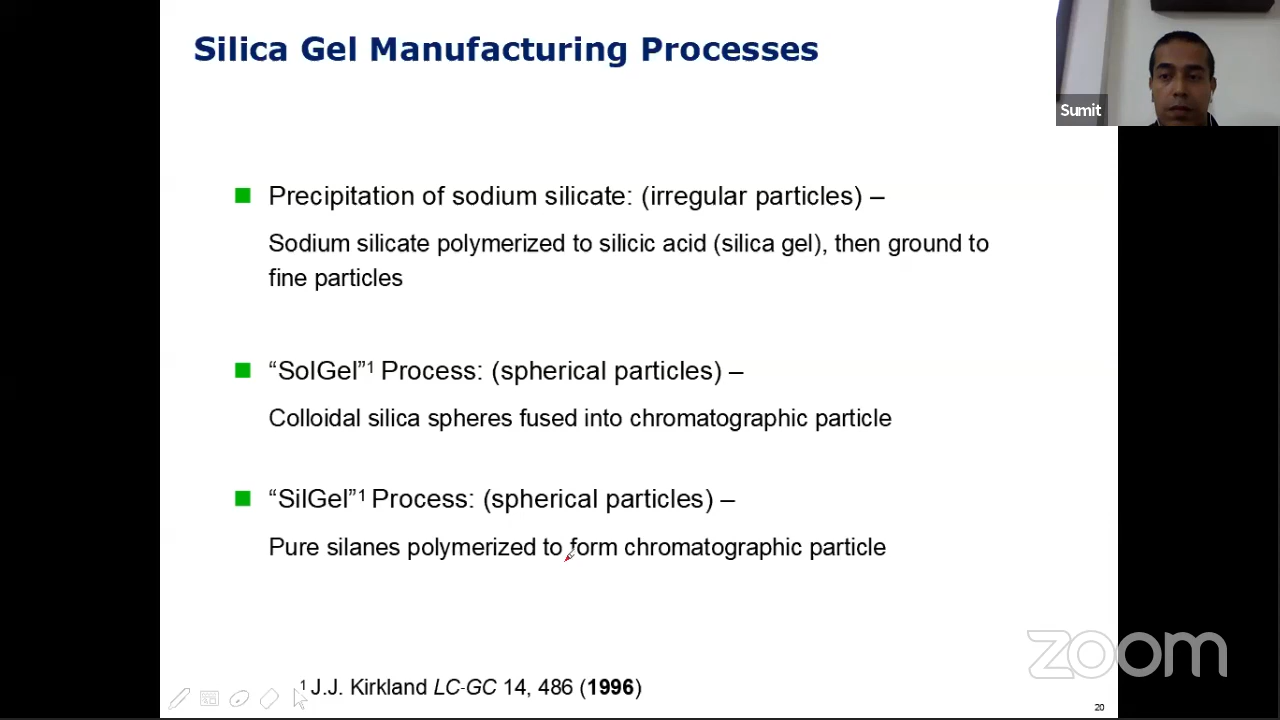 Silica Gel Manufacturing Processes
Sumit
Precipitation of sodium silicate: (irregular particles) –
Sodium silicate polymerized to silicic acid (silica gel), then ground to
fine particles
“SolGel”¹ Process: (spherical particles) –
Colloidal silica spheres fused into chromatographic particle
“SilGel”¹ Process: (spherical particles) –
Pure silanes polymerized to form chromatographic particle
zoom
¹ J.J. Kirkland LC-GC 14, 486 (1996)
20